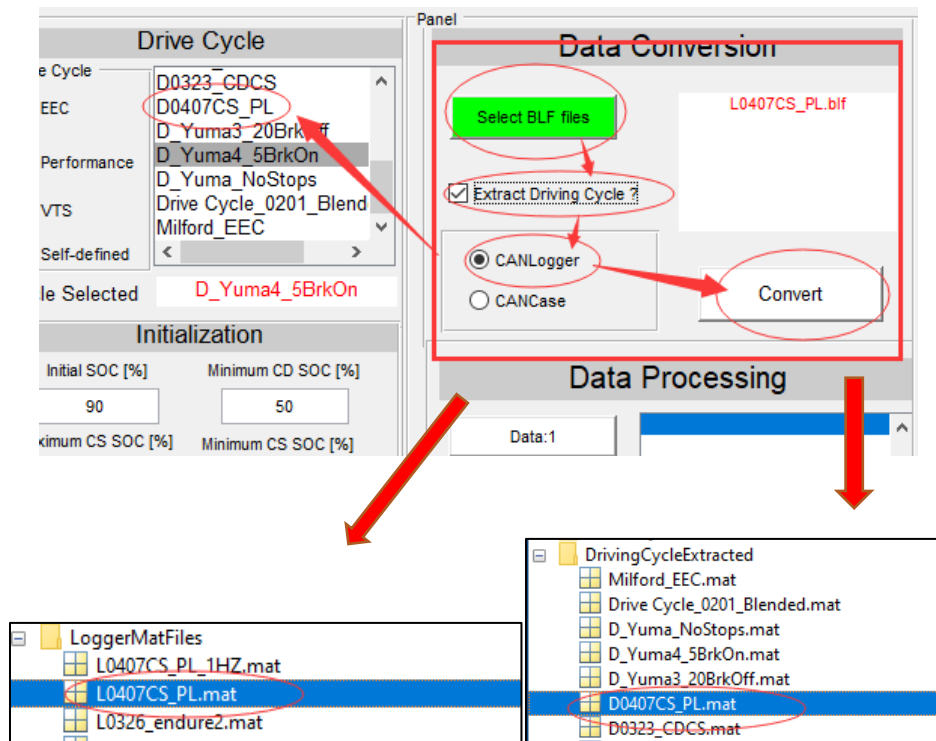 Panel
Drive Cycle
e Cycle
EEC
Performance
VTS
Self-defined
D0323_CDCS
D0407CS_PL
D_Yuma3_20BrkOff
D_Yuma4_5BrkOn
D_Yuma_NoStops
Drive Cycle_0201_Blend
Milford_EEC
le Selected
D_Yuma4_5BrkOn
Initialization
Initial SOC [%]
Minimum CD SOC [%]
90
50
ximum CS SOC [%]
Minimum CS SOC [%]
Data Conversion
Select BLF files
L0407CS_PL.blf
Extract Driving Cycle ?
CANLogger
CANCase
Convert
Data Processing
Data:1
LoggerMatFiles
L0407CS_PL_1HZ.mat
L0407CS_PL.mat
L0326_endure2.mat
DrivingCycleExtracted
Milford_EEC.mat
Drive Cycle_0201_Blended.mat
D_Yuma_NoStops.mat
D_Yuma4_5BrkOn.mat
D_Yuma3_20BrkOff.mat
D0407CS_PL.mat
D0323_CDCS.mat